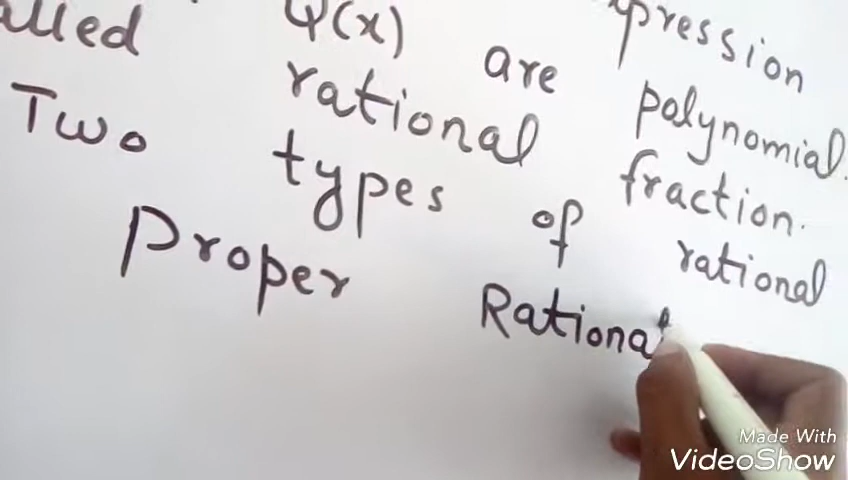 pression
alled Q(x) are polynomial.
rational fraction.
Two types of rational
Proper Rational
Made With
VideoShow